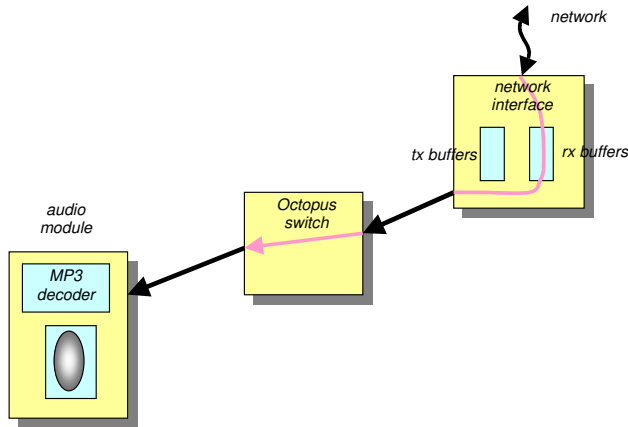 network
network
interface
tx buffers
rx buffers
Octopus
switch
audio
module
MP3
decoder